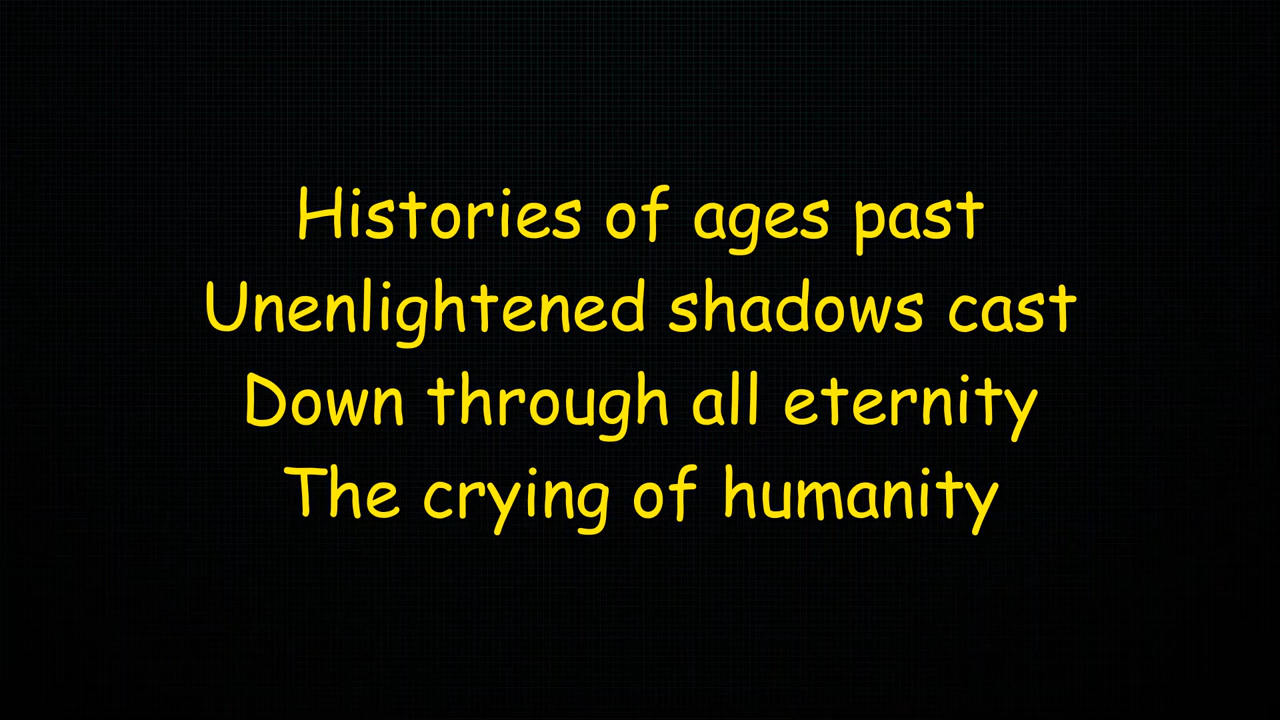 Histories of ages past
Unenlightened shadows cast
Down through all eternity
The crying of humanity